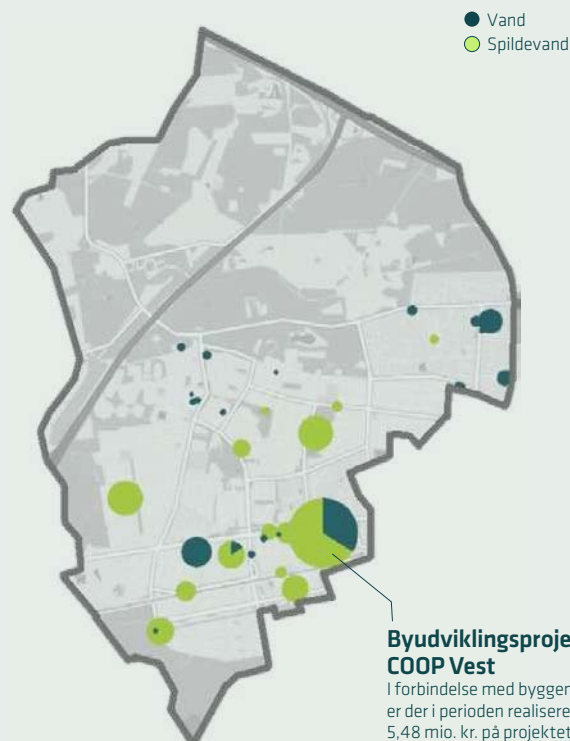 Vand
Spildevand
Byudviklingsproje
COOP Vest
I forbindelse med bygger
er der i perioden realisere
5,48 mio. kr. på projektet